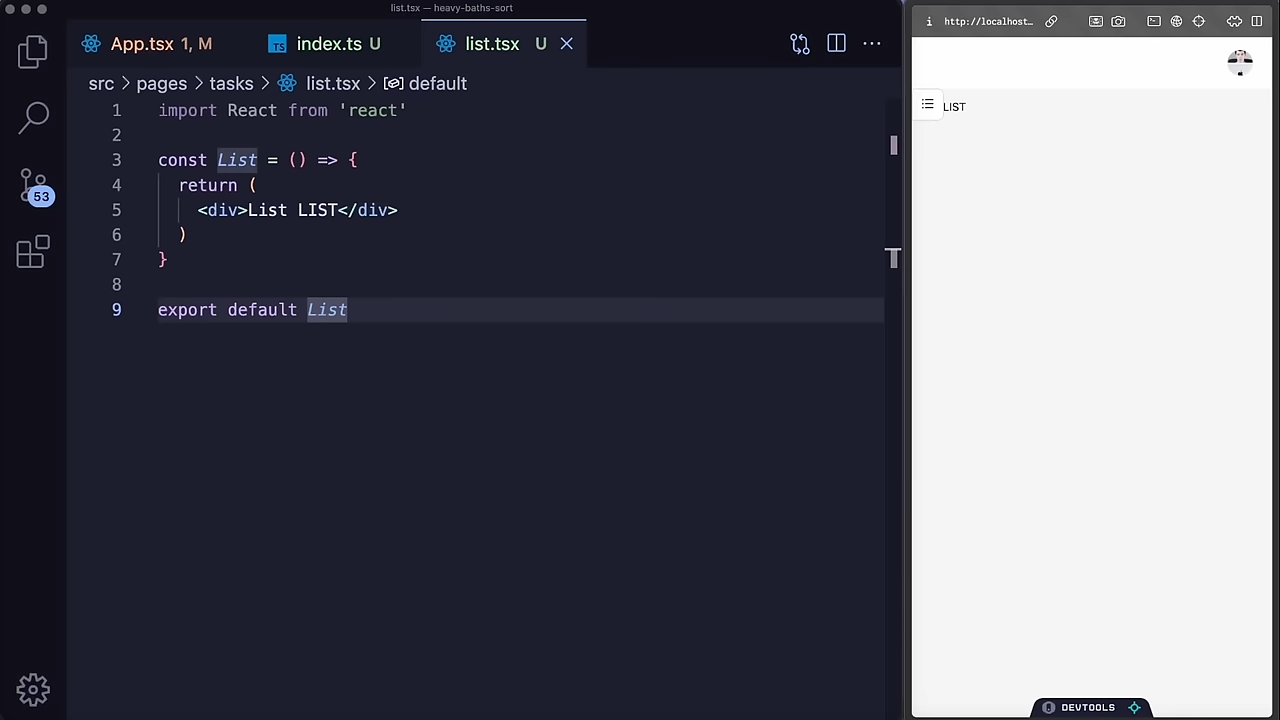 list.tsx — heavy-baths-sort
App.tsx 1, M
TS index.ts U
list.tsx U
src > pages > tasks > list.tsx > default
1 import React from 'react'
2
3 const List = () => {
4 return (
5 <div>List LIST</div>
6 )
7 }
8
9 export default List
53
i http://localhost…
LIST
DEVTOOLS